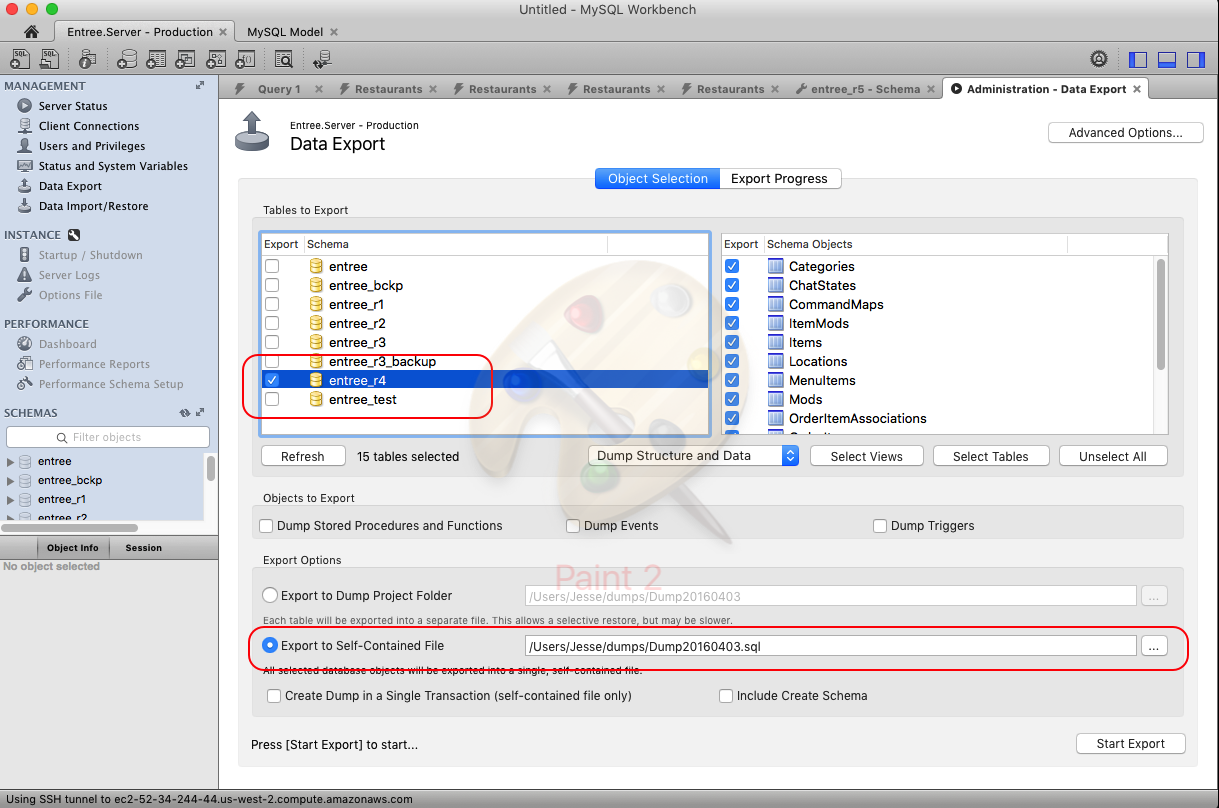 Untitled - MySQL Workbench
Entree.Server - Production
MySQL Model
SQL
SQL
Query 1
Restaurants
Restaurants
Restaurants
Restaurants
entree_r5 - Schema
Administration - Data Export
MANAGEMENT
Server Status
Client Connections
Users and Privileges
Status and System Variables
Data Export
Data Import/Restore
INSTANCE
Startup / Shutdown
Server Logs
Options File
PERFORMANCE
Dashboard
Performance Reports
Performance Schema Setup
SCHEMAS
Filter objects
entree
entree_bckp
entree_r1
entree_r2
Object Info
Session
No object selected
Entree.Server - Production
Data Export
Advanced Options...
Object Selection
Export Progress
Tables to Export
Export Schema
entree
entree_bckp
entree_r1
entree_r2
entree_r3
entree_r3_backup
entree_r4
entree_test
Export Schema Objects
Categories
ChatStates
CommandMaps
ItemMods
Items
Locations
MenuItems
Mods
OrderItemAssociations
Refresh
15 tables selected
Dump Structure and Data
Select Views
Select Tables
Unselect All
Objects to Export
Dump Stored Procedures and Functions
Dump Events
Dump Triggers
Export Options
Paint 2
Export to Dump Project Folder
/Users/Jesse/dumps/Dump20160403
...
Each table will be exported into a separate file. This allows a selective restore, but may be slower.
Export to Self-Contained File
/Users/Jesse/dumps/Dump20160403.sql
...
All selected database objects will be exported into a single, self-contained file.
Create Dump in a Single Transaction (self-contained file only)
Include Create Schema
Press [Start Export] to start...
Start Export
Using SSH tunnel to ec2-52-34-244-44.us-west-2.compute.amazonaws.com